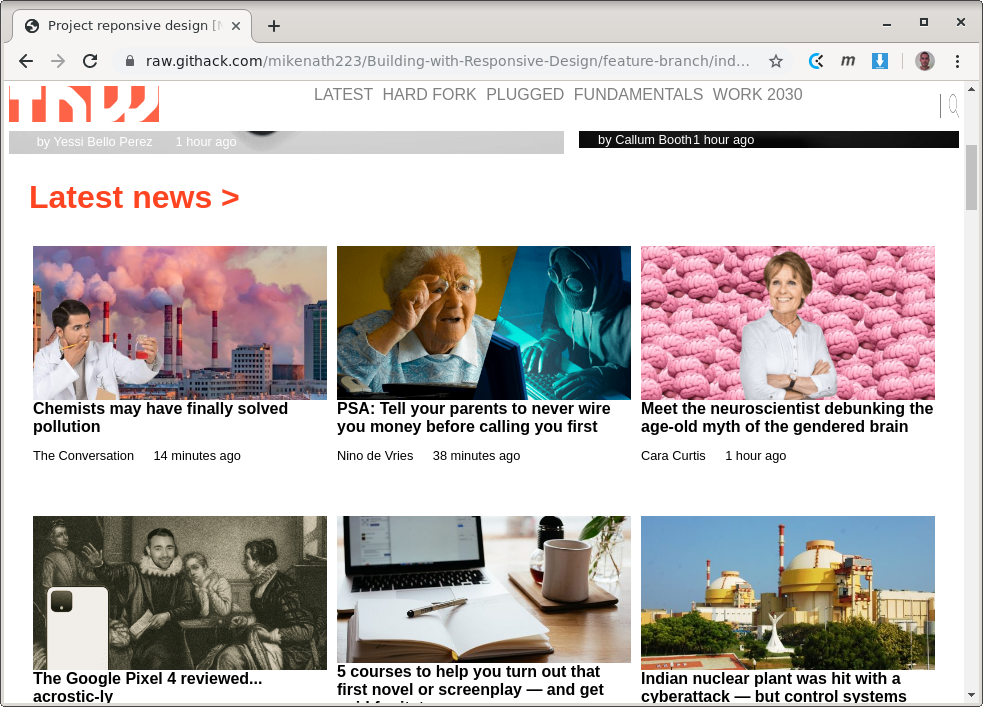 Project reponsive design [
raw.githack.com/mikenath223/Building-with-Responsive-Design/feature-branch/ind...
m
TNW
LATEST HARD FORK PLUGGED FUNDAMENTALS WORK 2030
by Yessi Bello Perez 1 hour ago
by Callum Booth 1 hour ago
Latest news >
Chemists may have finally solved
pollution
The Conversation 14 minutes ago
PSA: Tell your parents to never wire
you money before calling you first
Nino de Vries 38 minutes ago
Meet the neuroscientist debunking the
age-old myth of the gendered brain
Cara Curtis 1 hour ago
The Google Pixel 4 reviewed...
acrostic-ly
5 courses to help you turn out that
first novel or screenplay — and get
Indian nuclear plant was hit with a
cyberattack — but control systems